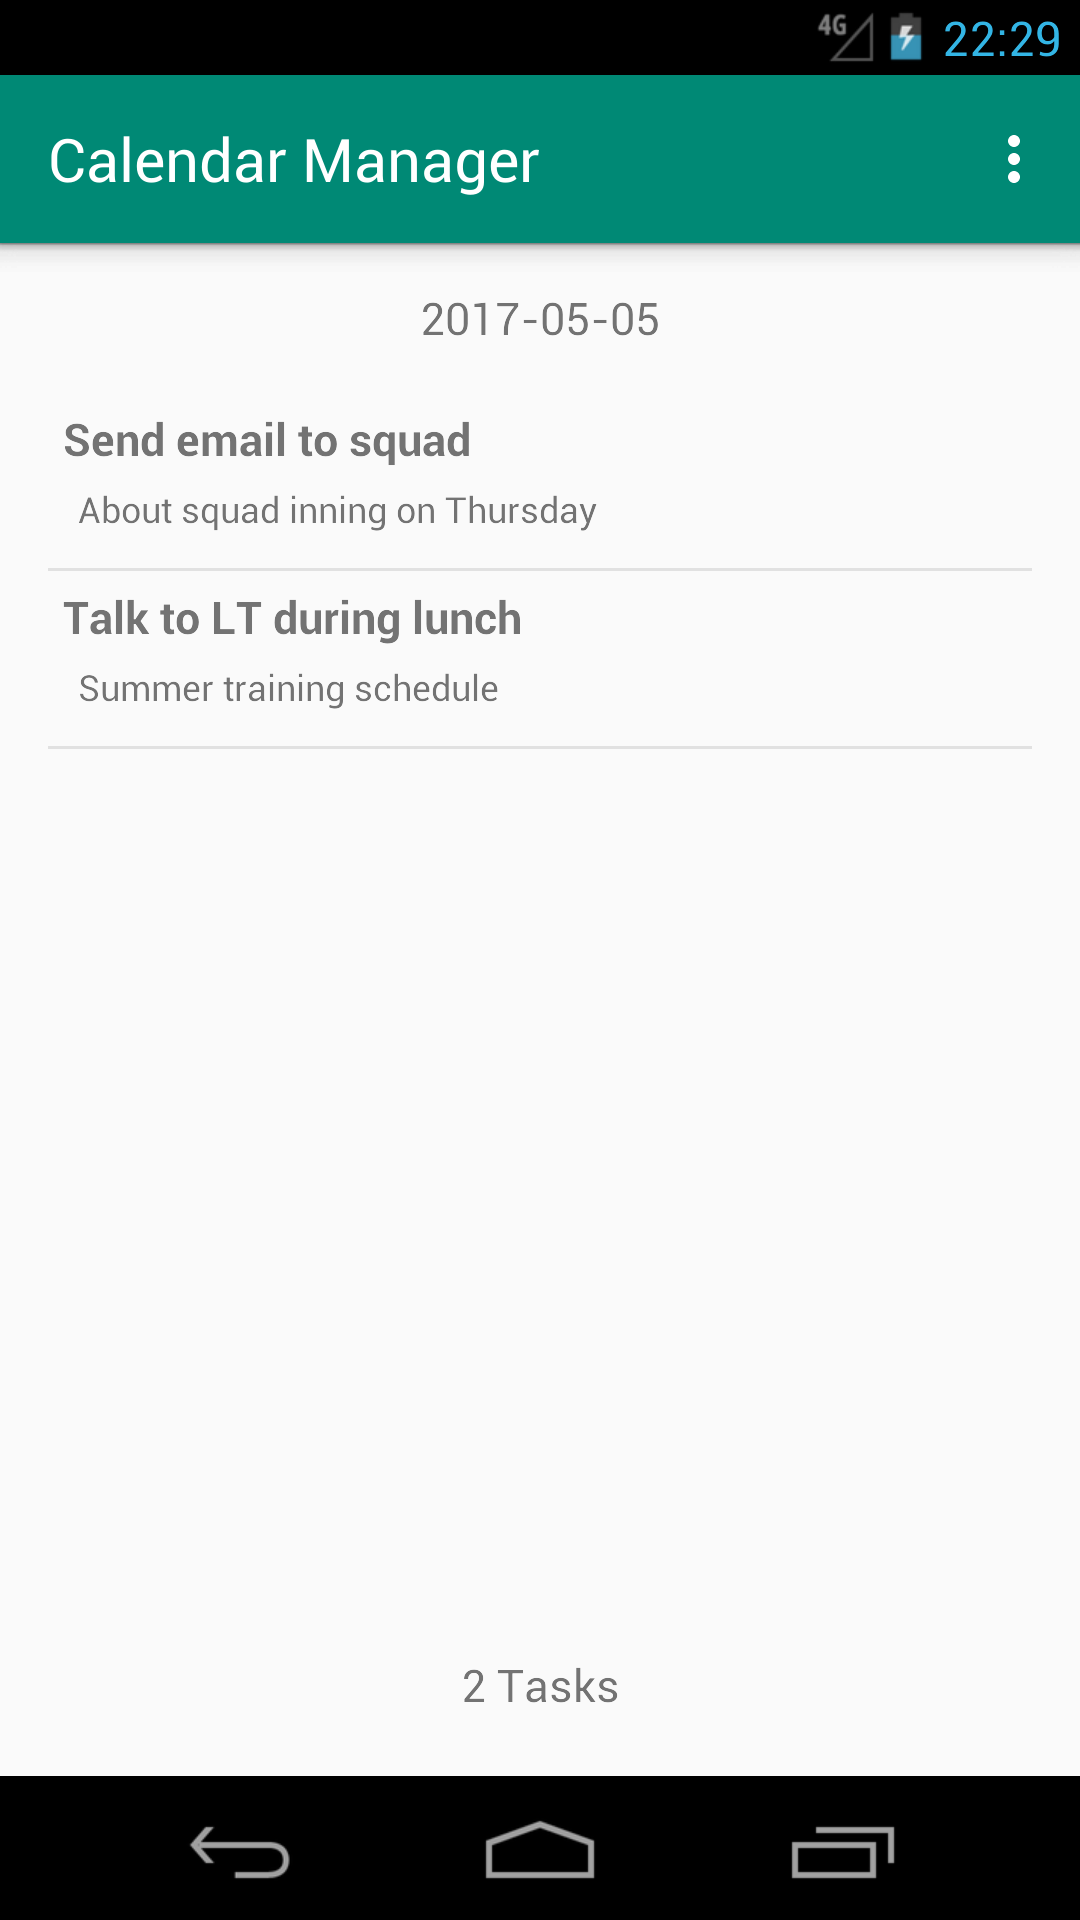 4G 22:29
Calendar Manager
2017-05-05
Send email to squad
About squad inning on Thursday
Talk to LT during lunch
Summer training schedule
2 Tasks